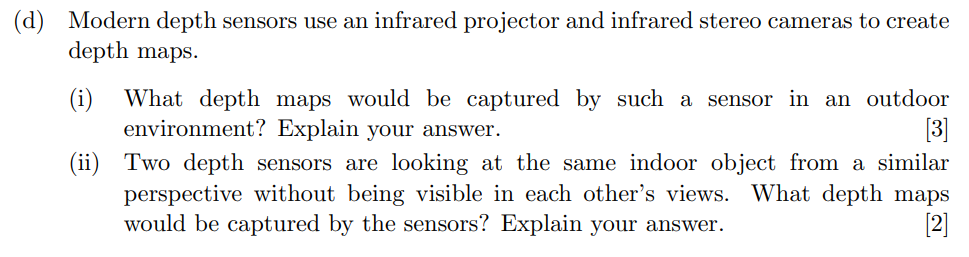 (d) Modern depth sensors use an infrared projector and infrared stereo cameras to create
depth maps.
(i) What depth maps would be captured by such a sensor in an outdoor
environment? Explain your answer. [3]
(ii) Two depth sensors are looking at the same indoor object from a similar
perspective without being visible in each other's views. What depth maps
would be captured by the sensors? Explain your answer. [2]